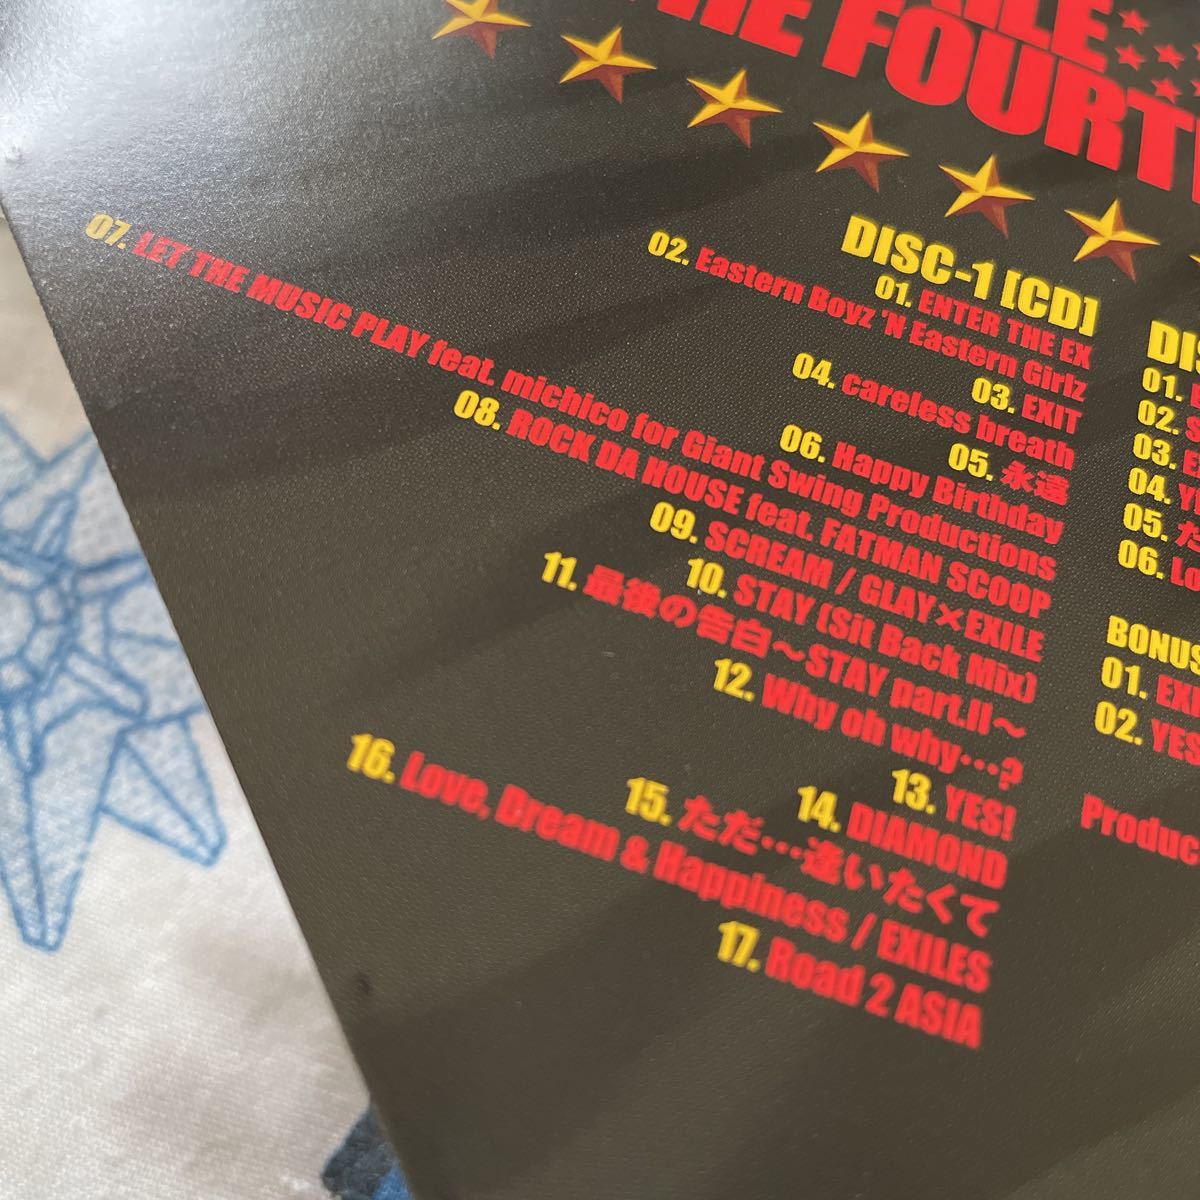 THE FOURT
DISC-1 [CD]
01. ENTER THE EX
02. Eastern Boyz 'N Eastern Girlz
03. EXIT
04. Careless breath
05. 永遠
06. Happy Birthday
07. LET THE MUSIC PLAY feat. michico for Giant Swing Productions
08. ROCK DA HOUSE feat. FATMAN SCOOP
09. SCREAM / GLAY×EXILE
10. STAY (Sit Back Mix)
11. 最後の告白～STAY part.II～
12. Why oh why…?
13. YES!
14. DIAMOND
15. ただ…逢いたくて
16. Love, Dream & Happiness / EXILES
17. Road 2 ASIA
01.
02.
03.
04.
05. た
06. Lo
BONUS
01. EXI
02. YES
Produc